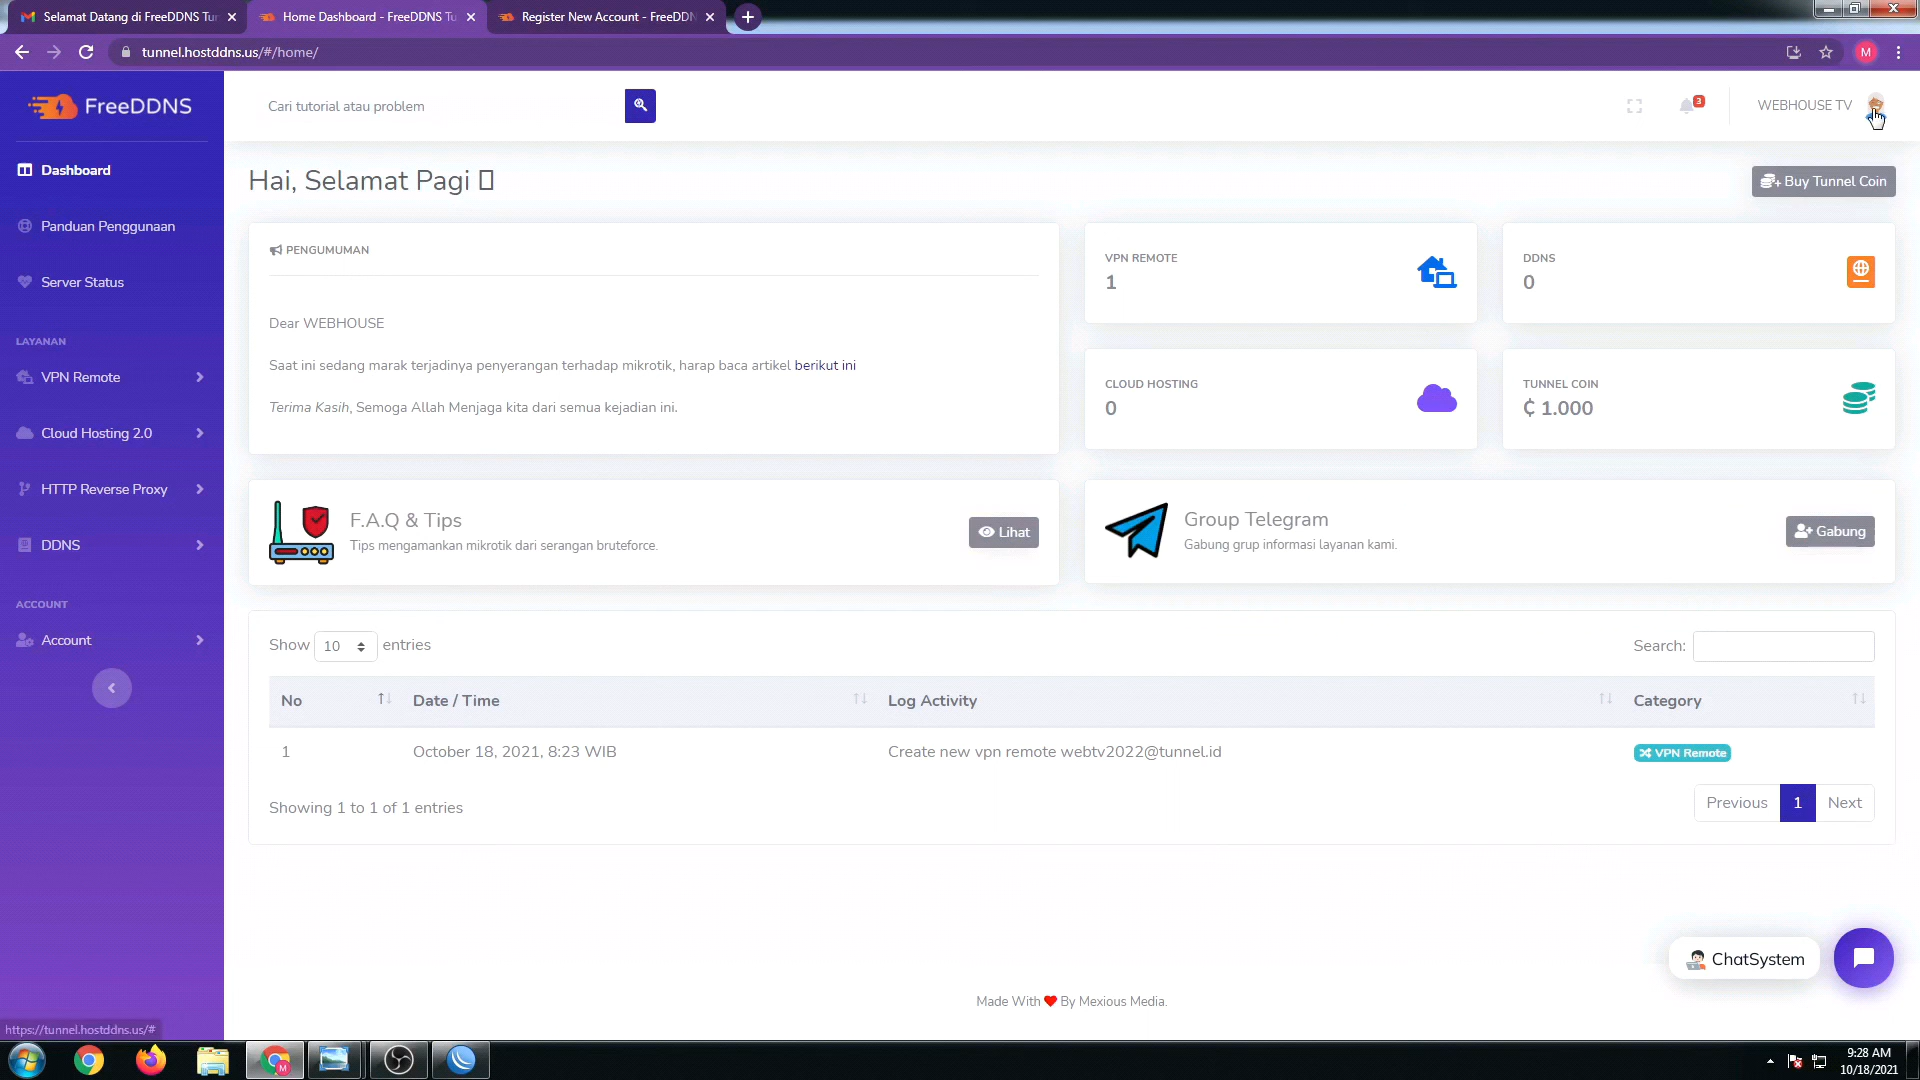 Selamat Datang di FreeDDNS Tun
Home Dashboard - FreeDDNS Tu
Register New Account - FreeDDN
tunnel.hostddns.us/#/home/
M
FreeDDNS
Cari tutorial atau problem
3
WEBHOUSE TV
Dashboard
Panduan Penggunaan
Server Status
LAYANAN
VPN Remote
Cloud Hosting 2.0
HTTP Reverse Proxy
DDNS
ACCOUNT
Account
Hai, Selamat Pagi
Buy Tunnel Coin
PENGUMUMAN
Dear WEBHOUSE
Saat ini sedang marak terjadinya penyerangan terhadap mikrotik, harap baca artikel berikut ini
Terima Kasih, Semoga Allah Menjaga kita dari semua kejadian ini.
VPN REMOTE
1
DDNS
0
CLOUD HOSTING
0
TUNNEL COIN
₵ 1.000
F.A.Q & Tips
Tips mengamankan mikrotik dari serangan bruteforce.
Lihat
Group Telegram
Gabung grup informasi layanan kami.
Gabung
Show 10 entries
Search:
No Date / Time Log Activity Category
1 October 18, 2021, 8:23 WIB Create new vpn remote webtv2022@tunnel.id VPN Remote
Showing 1 to 1 of 1 entries
Previous 1 Next
ChatSystem
Made With ❤ By Mexious Media.
https://tunnel.hostddns.us/#
M
9:28 AM
10/18/2021